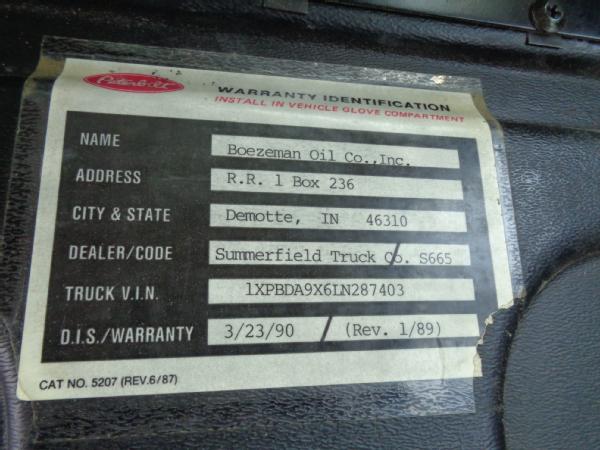 Peterbilt
WARRANTY IDENTIFICATION
INSTALL IN VEHICLE GLOVE COMPARTMENT
NAME Boezeman Oil Co.,Inc.
ADDRESS R.R. 1 Box 236
CITY & STATE Demotte, IN 46310
DEALER/CODE Summerfield Truck Co. / S665
TRUCK V.I.N. 1XPBDA9X6LN287403
D.I.S./WARRANTY 3/23/90 / (Rev. 1/89)
CAT NO. 5207 (REV.6/87)